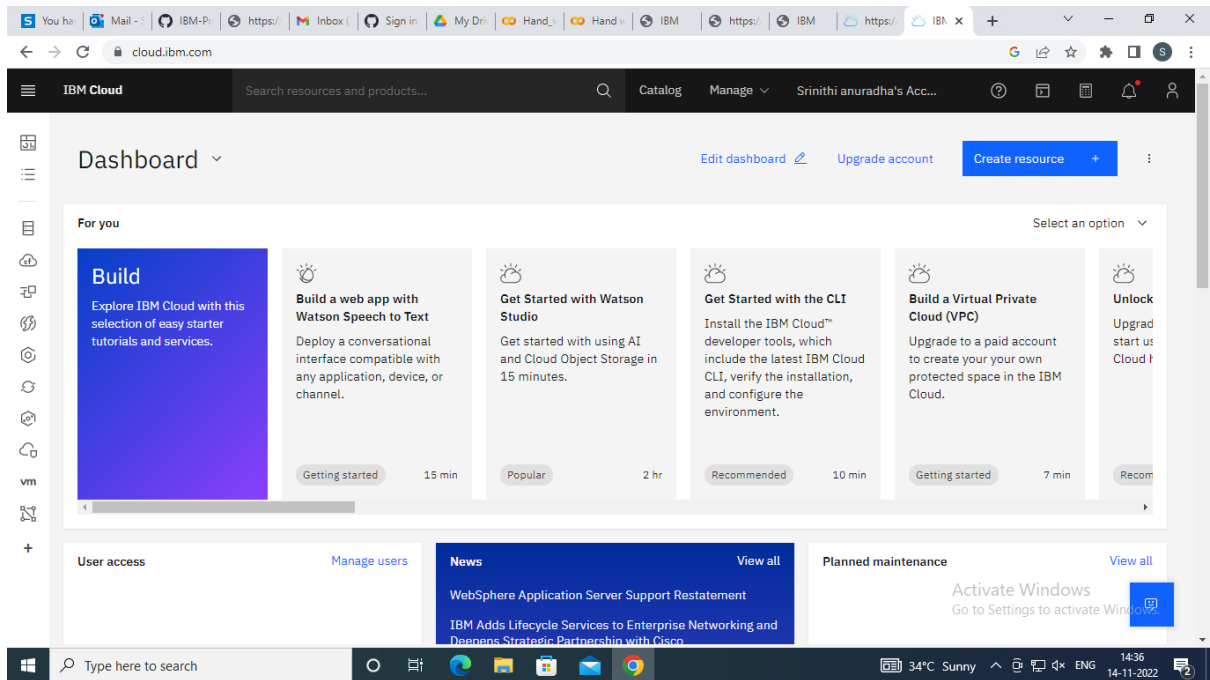 You ha
Mail - S
IBM-Pr
https://
Inbox (
Sign in
My Dri
Hand_
Hand w
IBM
https:/
IBM
https:/
IBM
cloud.ibm.com
G
S
IBM Cloud
Search resources and products...
Catalog
Manage
Srinithi anuradha's Acc...
Dashboard
Edit dashboard
Upgrade account
Create resource +
For you
Select an option
Build
Explore IBM Cloud with this
selection of easy starter
tutorials and services.
Build a web app with
Watson Speech to Text
Deploy a conversational
interface compatible with
any application, device, or
channel.
Getting started
15 min
Get Started with Watson
Studio
Get started with using AI
and Cloud Object Storage in
15 minutes.
Popular
2 hr
Get Started with the CLI
Install the IBM Cloud™
developer tools, which
include the latest IBM Cloud
CLI, verify the installation,
and configure the
environment.
Recommended
10 min
Build a Virtual Private
Cloud (VPC)
Upgrade to a paid account
to create your your own
protected space in the IBM
Cloud.
Getting started
7 min
Unlock
Upgrad
start us
Cloud h
Recom
vm
User access
Manage users
News
View all
WebSphere Application Server Support Restatement
IBM Adds Lifecycle Services to Enterprise Networking and
Deepens Strategic Partnership with Cisco
Planned maintenance
View all
Activate Windows
Go to Settings to activate Windows.
Type here to search
34°C Sunny
ENG
14:36
14-11-2022
2